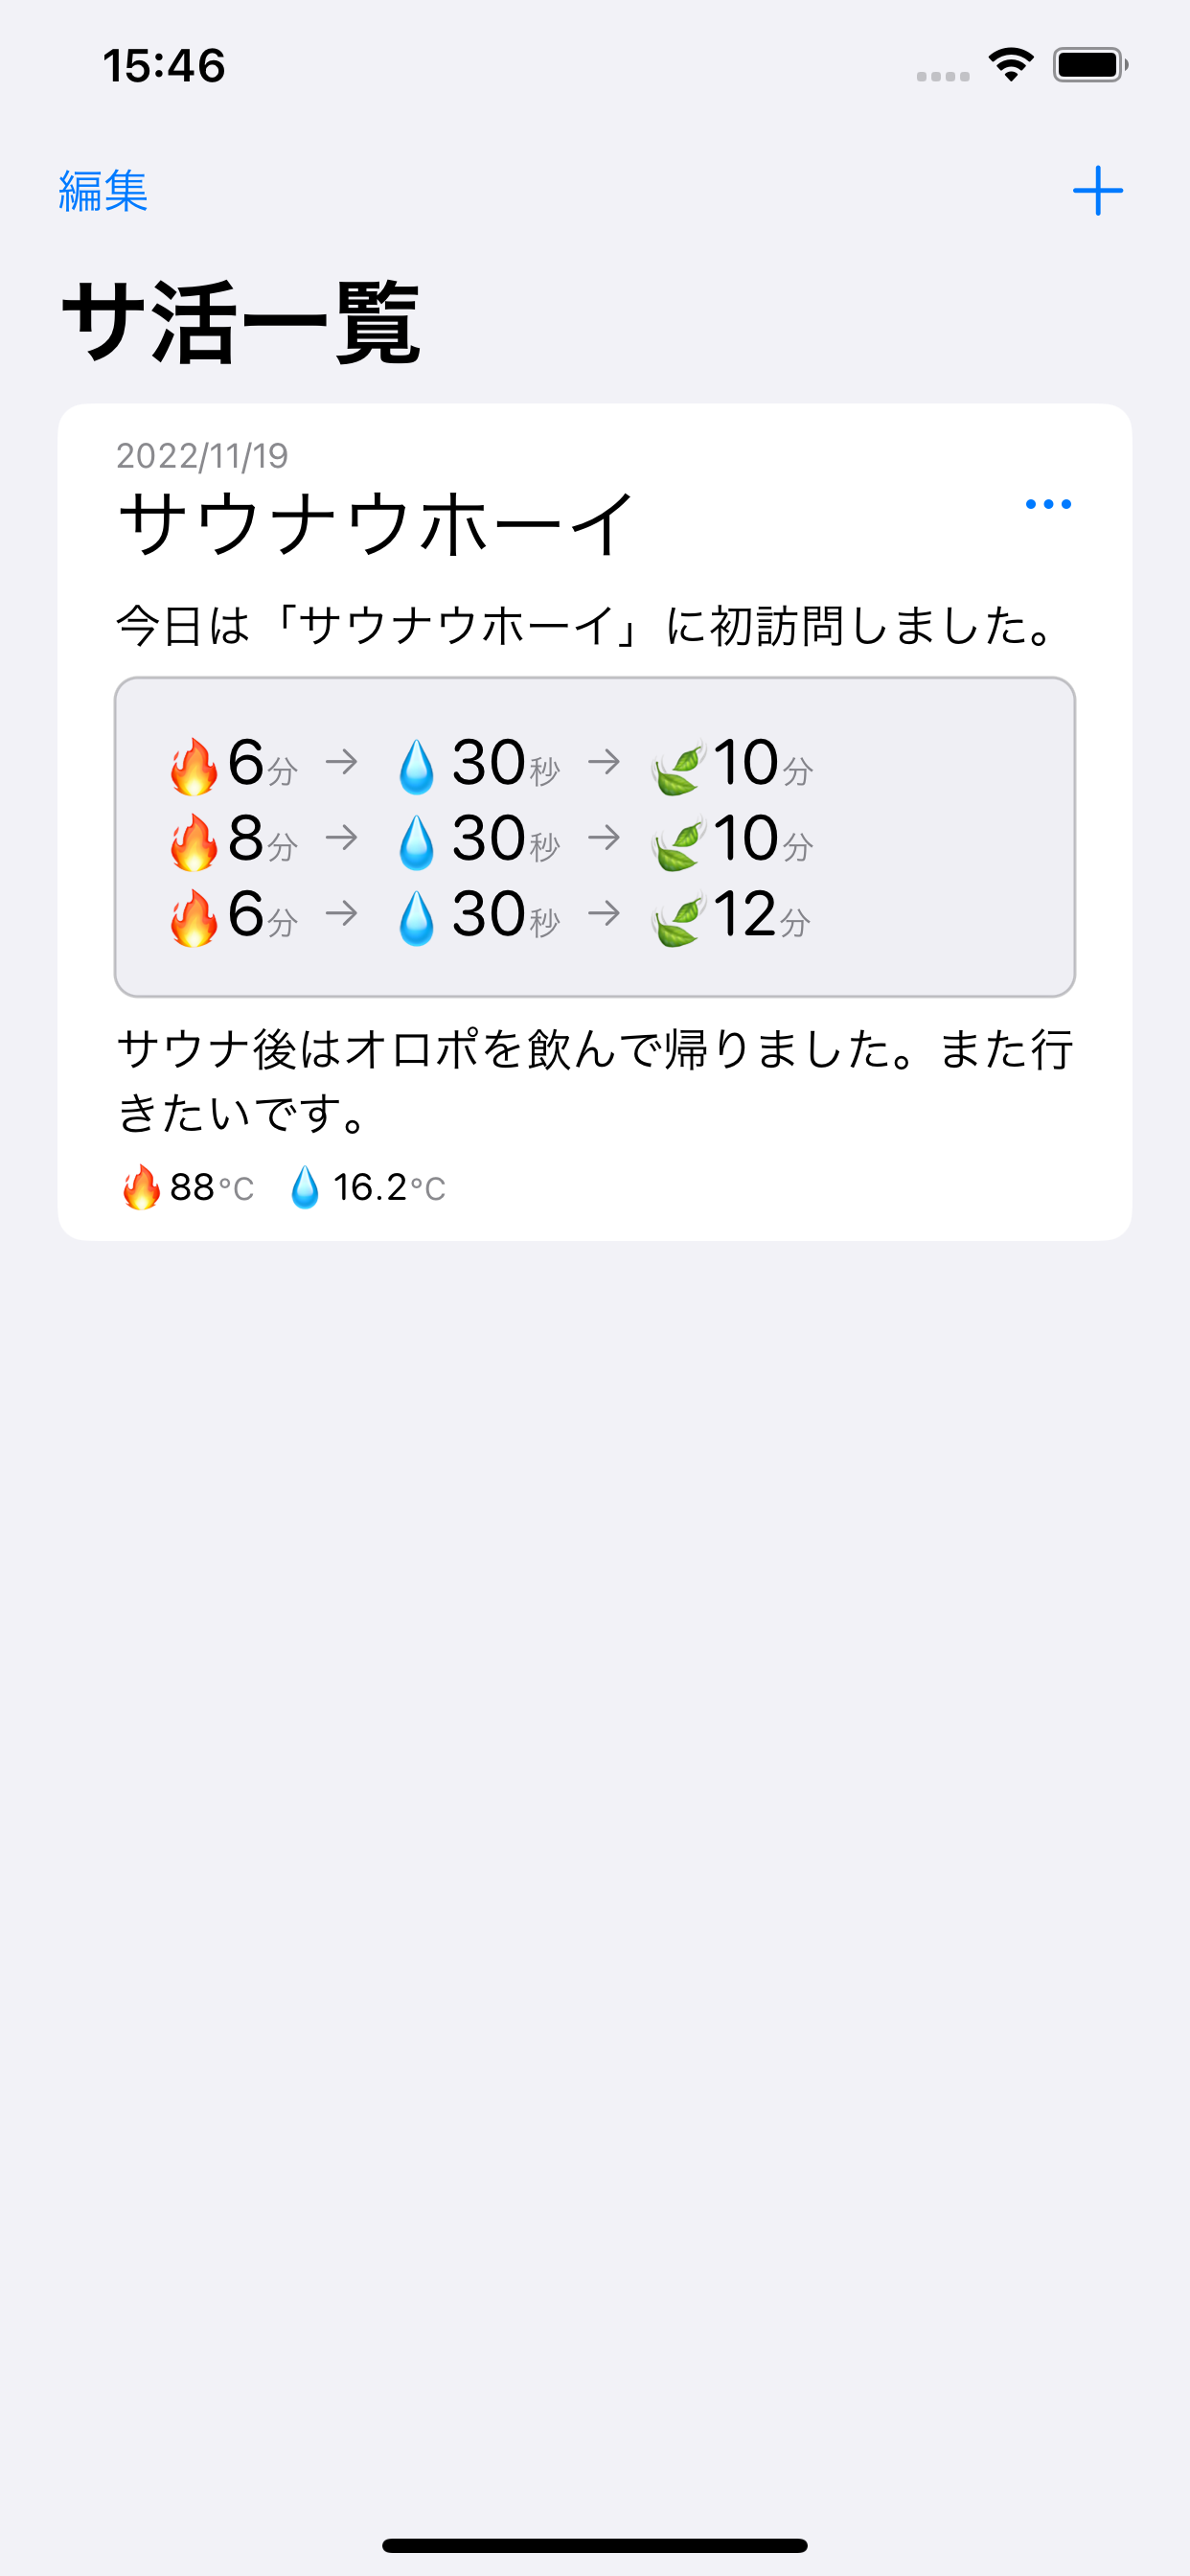 15:46
編集
サ活一覧
2022/11/19
サウナウホーイ
今日は「サウナウホーイ」に初訪問しました。
🔥6分 → 💧30秒 → 🍃10分
🔥8分 → 💧30秒 → 🍃10分
🔥6分 → 💧30秒 → 🍃12分
サウナ後はオロポを飲んで帰りました。また行
きたいです。
🔥88°C 💧16.2°C